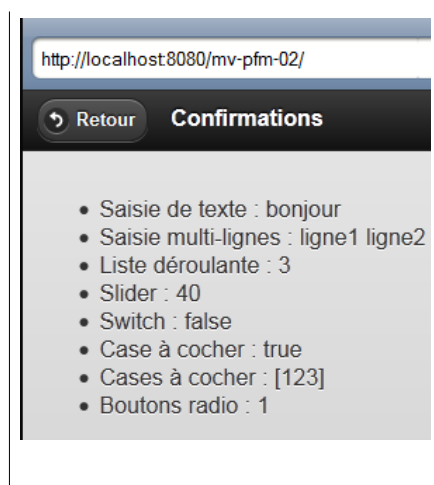 http://localhost:8080/mv-pfm-02/
Retour Confirmations
• Saisie de texte : bonjour
• Saisie multi-lignes : ligne1 ligne2
• Liste déroulante : 3
• Slider : 40
• Switch : false
• Case à cocher : true
• Cases à cocher : [123]
• Boutons radio : 1